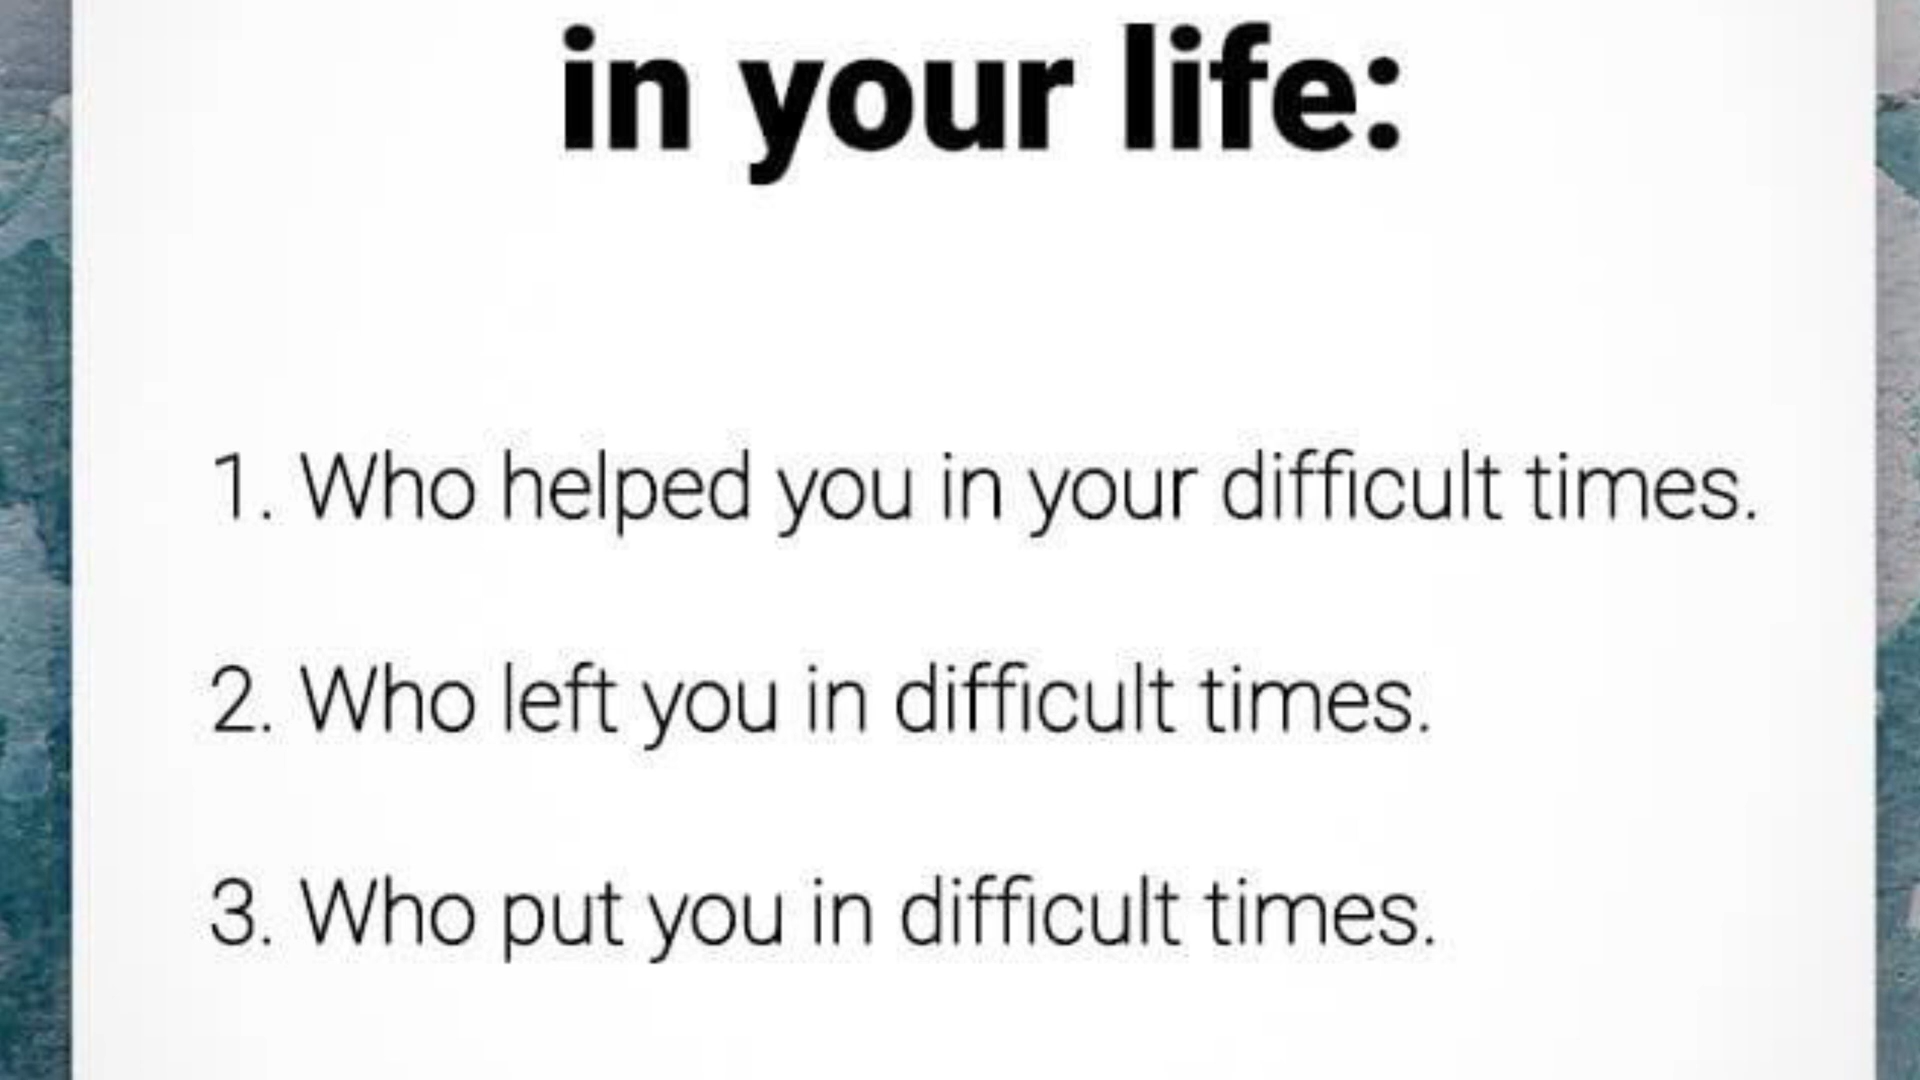 in your life:
1. Who helped you in your difficult times.
2. Who left you in difficult times.
3. Who put you in difficult times.